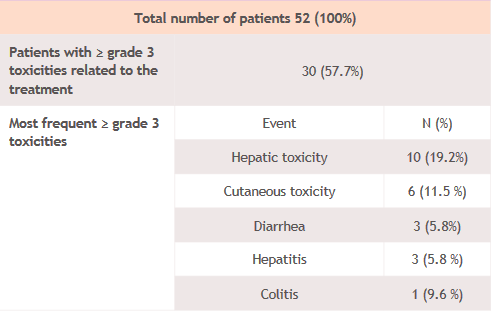 Total number of patients 52 (100%)
Patients with ≥ grade 3
toxicities related to the
treatment
30 (57.7%)
Most frequent ≥ grade 3
toxicities
Event
N (%)
Hepatic toxicity
10 (19.2%)
Cutaneous toxicity
6 (11.5 %)
Diarrhea
3 (5.8%)
Hepatitis
3 (5.8 %)
Colitis
1 (9.6 %)